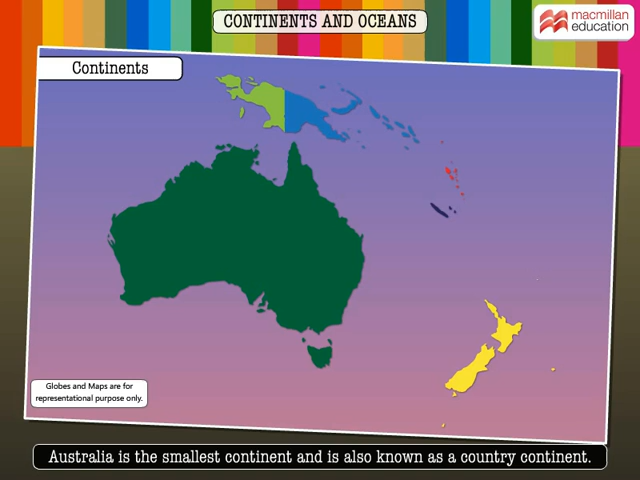 CONTINENTS AND OCEANS
macmillan
education
Continents
Globes and Maps are for
representational purpose only.
Australia is the smallest continent and is also known as a country continent.